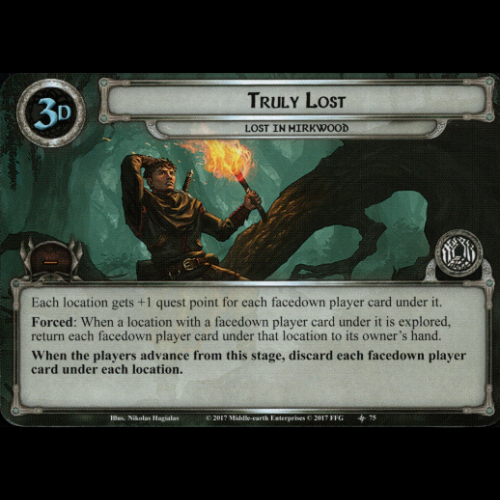 3D
TRULY LOST
LOST IN MIRKWOOD
–
Each location gets +1 quest point for each facedown player card under it.
Forced: When a location with a facedown player card under it is explored,
return each facedown player card under that location to its owner's hand.
When the players advance from this stage, discard each facedown player
card under each location.
Illus. Nikolas Hagialas © 2017 Middle-earth Enterprises © 2017 FFG 75